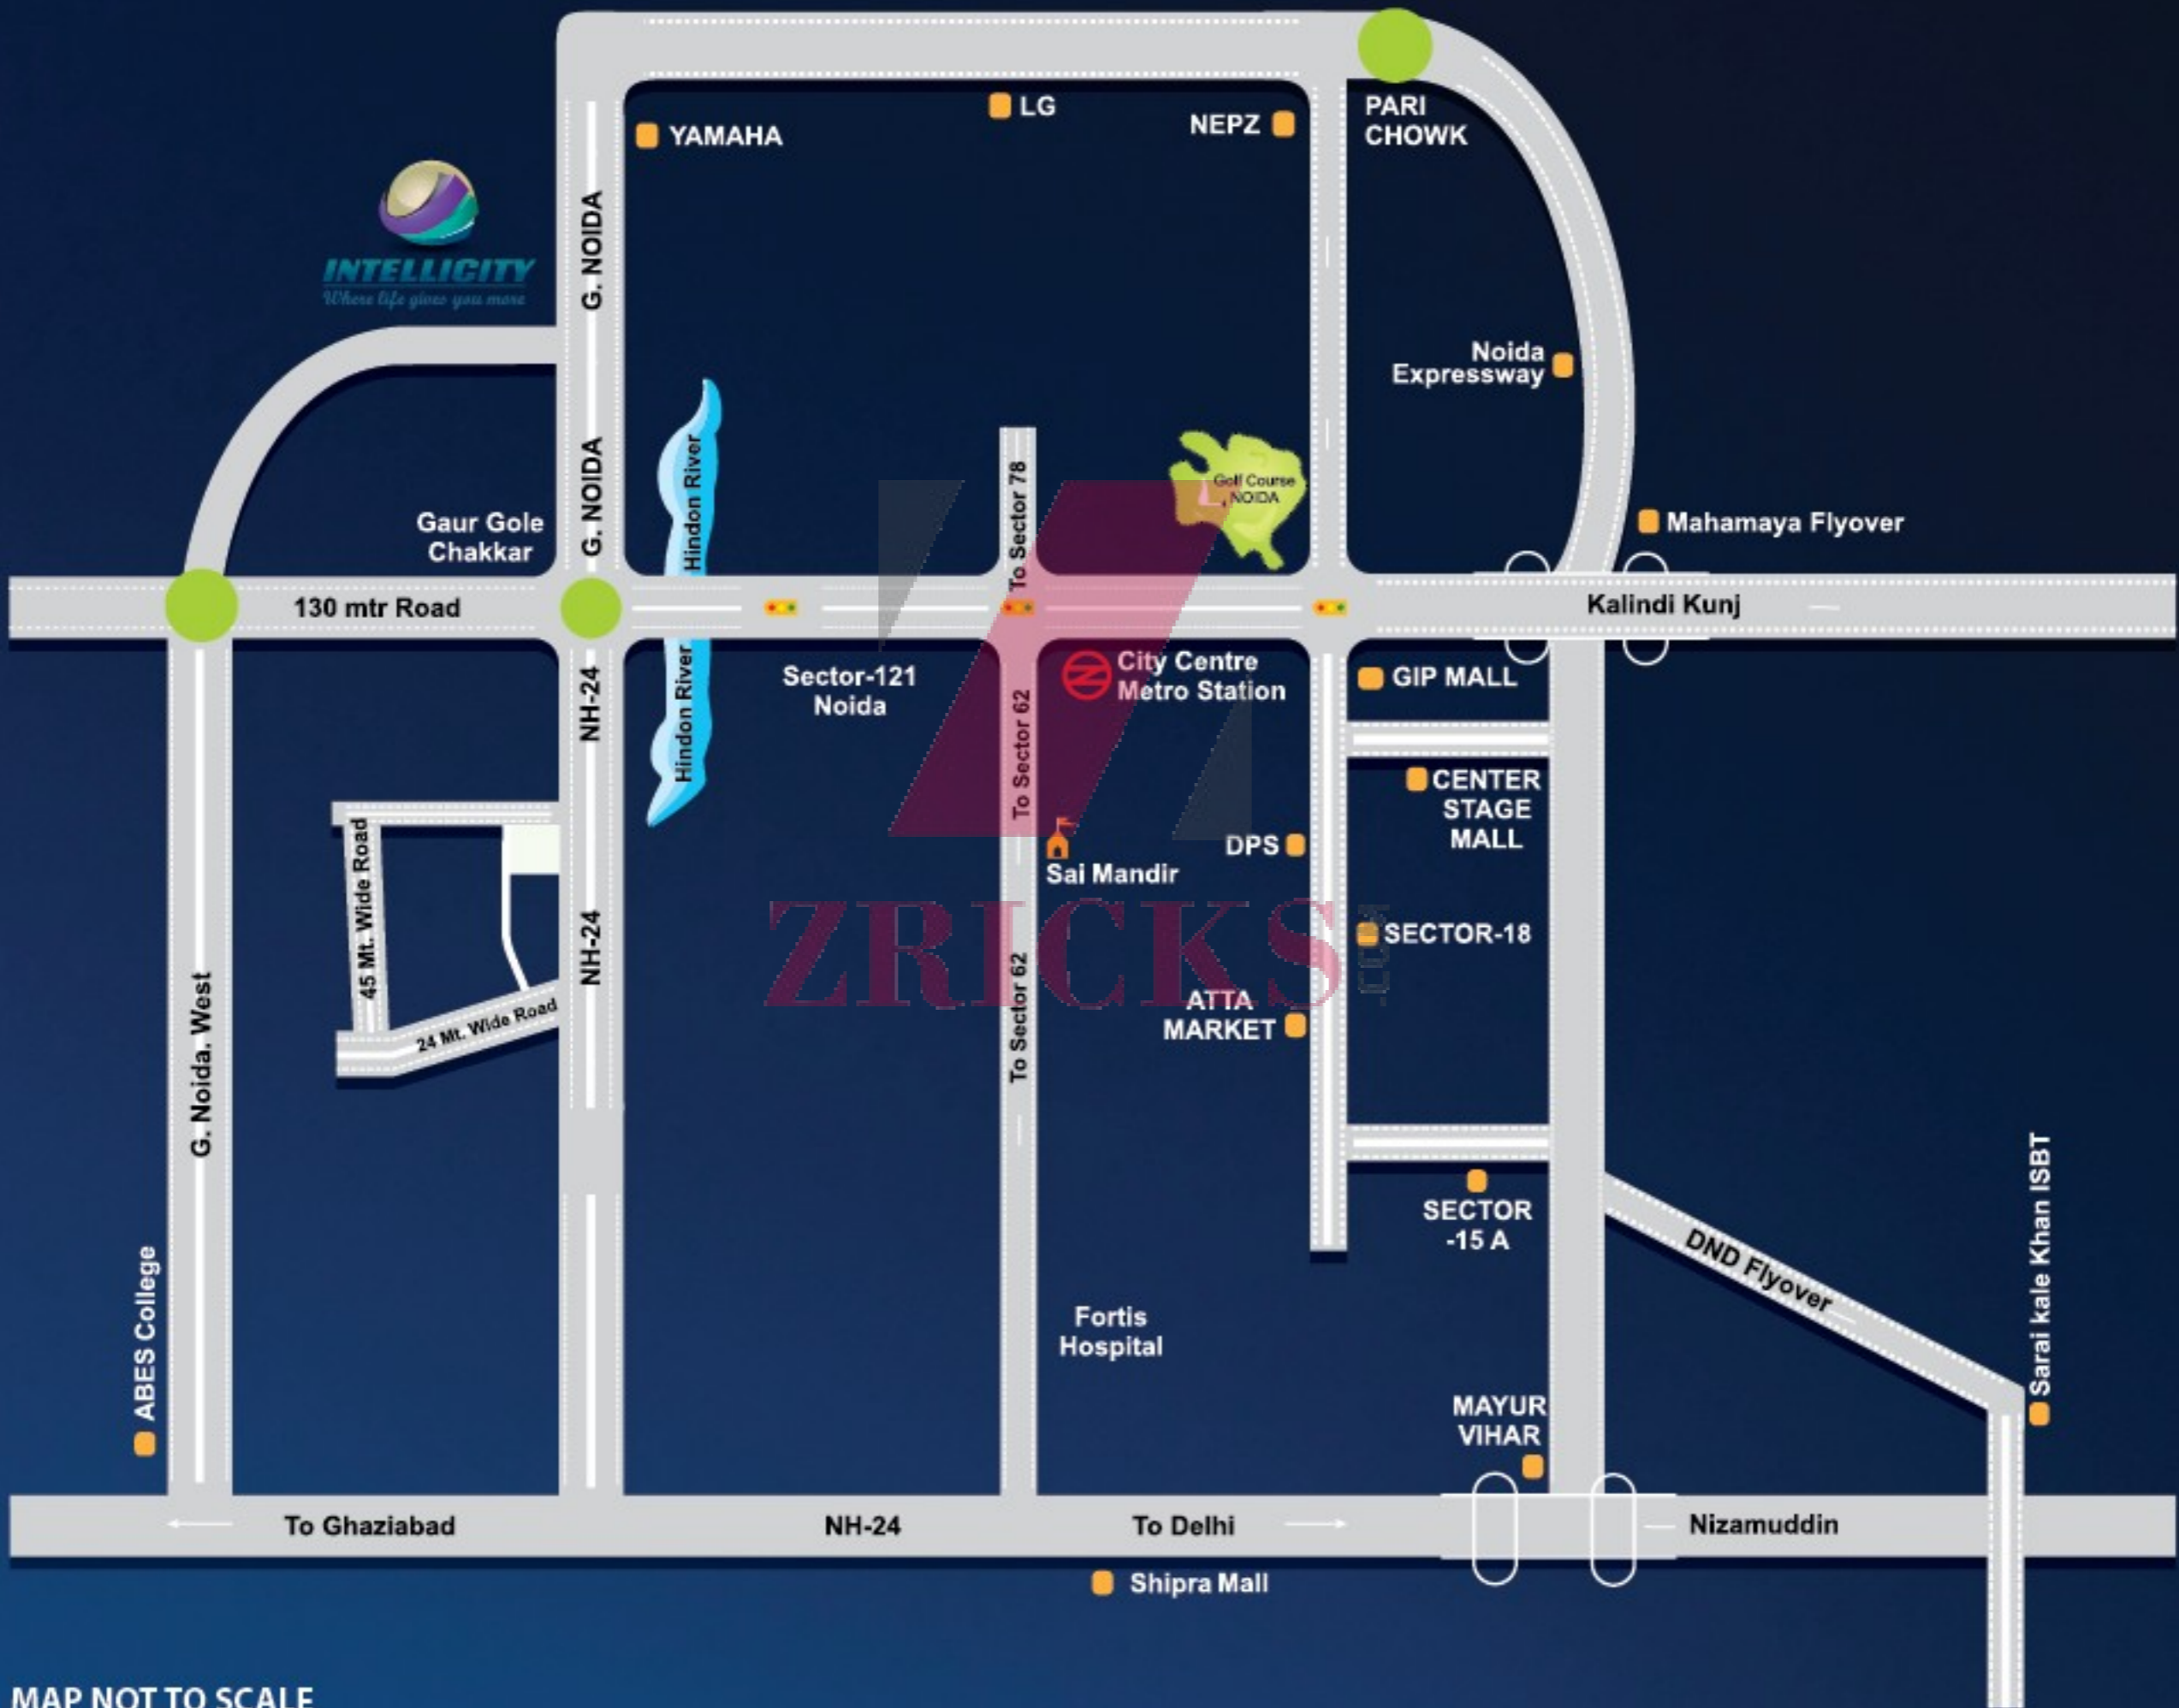 LG
YAMAHA
NEPZ
PARI
CHOWK
INTELLICITY
Where life gives you more
G. NOIDA
Noida
Expressway
G. NOIDA
Hindon River
To Sector 78
Golf Course
NOIDA
Gaur Gole
Chakkar
Mahamaya Flyover
130 mtr Road
Kalindi Kunj
NH-24
Hindon River
Sector-121
Noida
To Sector 62
City Centre
Metro Station
GIP MALL
CENTER
STAGE
MALL
45 Mt. Wide Road
DPS
Sai Mandir
NH-24
ZRICKS
.com
SECTOR-18
G. Noida. West
24 Mt. Wide Road
To Sector 62
ATTA
MARKET
SECTOR
-15 A
DND Flyover
Sarai kale Khan ISBT
ABES College
Fortis
Hospital
MAYUR
VIHAR
To Ghaziabad
NH-24
To Delhi
Nizamuddin
Shipra Mall
MAP NOT TO SCALE